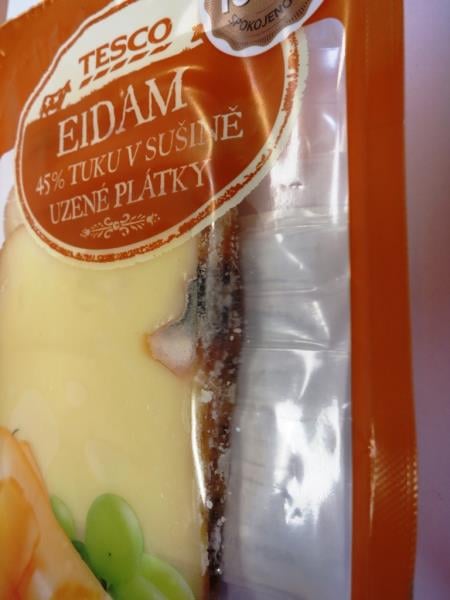 SPOKOJENO
TESCO
EIDAM
45% TUKU V SUŠINĚ
UZENÉ PLÁTKY